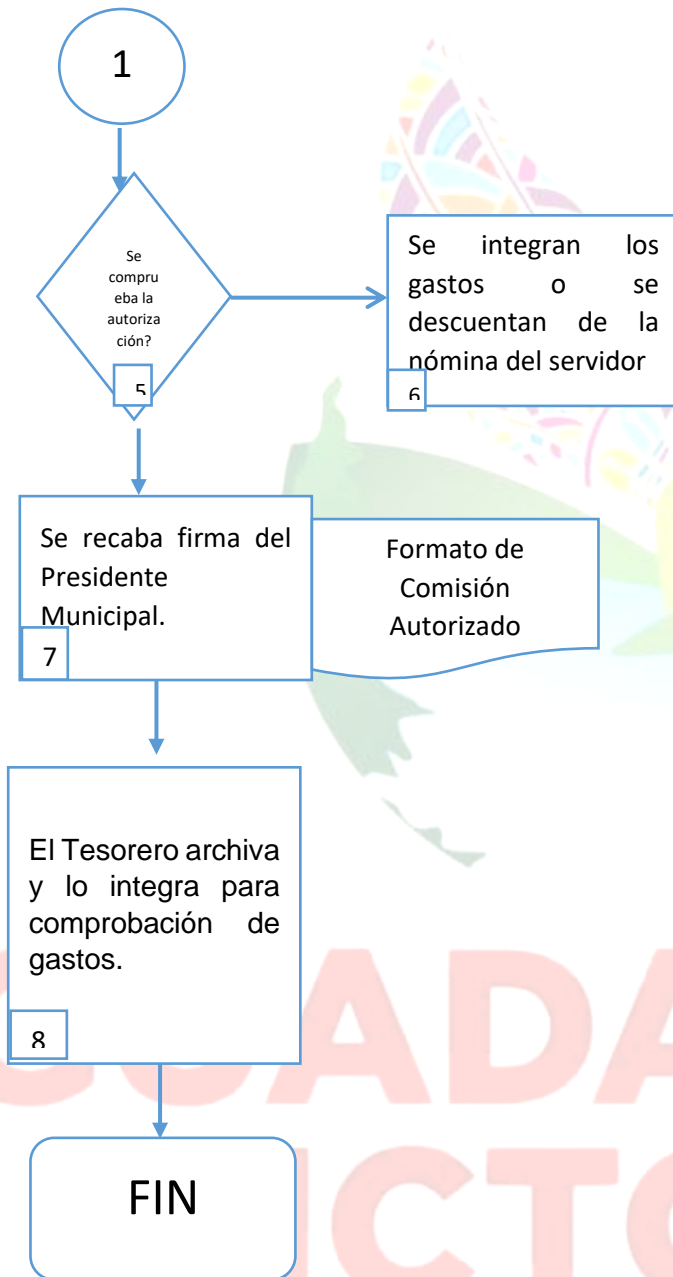 1
Se
compru
eba la
autoriza
ción?
5
Se integran los
gastos o se
descuentan de la
nómina del servidor
6
Se recaba firma del
Presidente
Municipal.
7
Formato de
Comisión
Autorizado
El Tesorero archiva
y lo integra para
comprobación de
gastos.
8
FIN